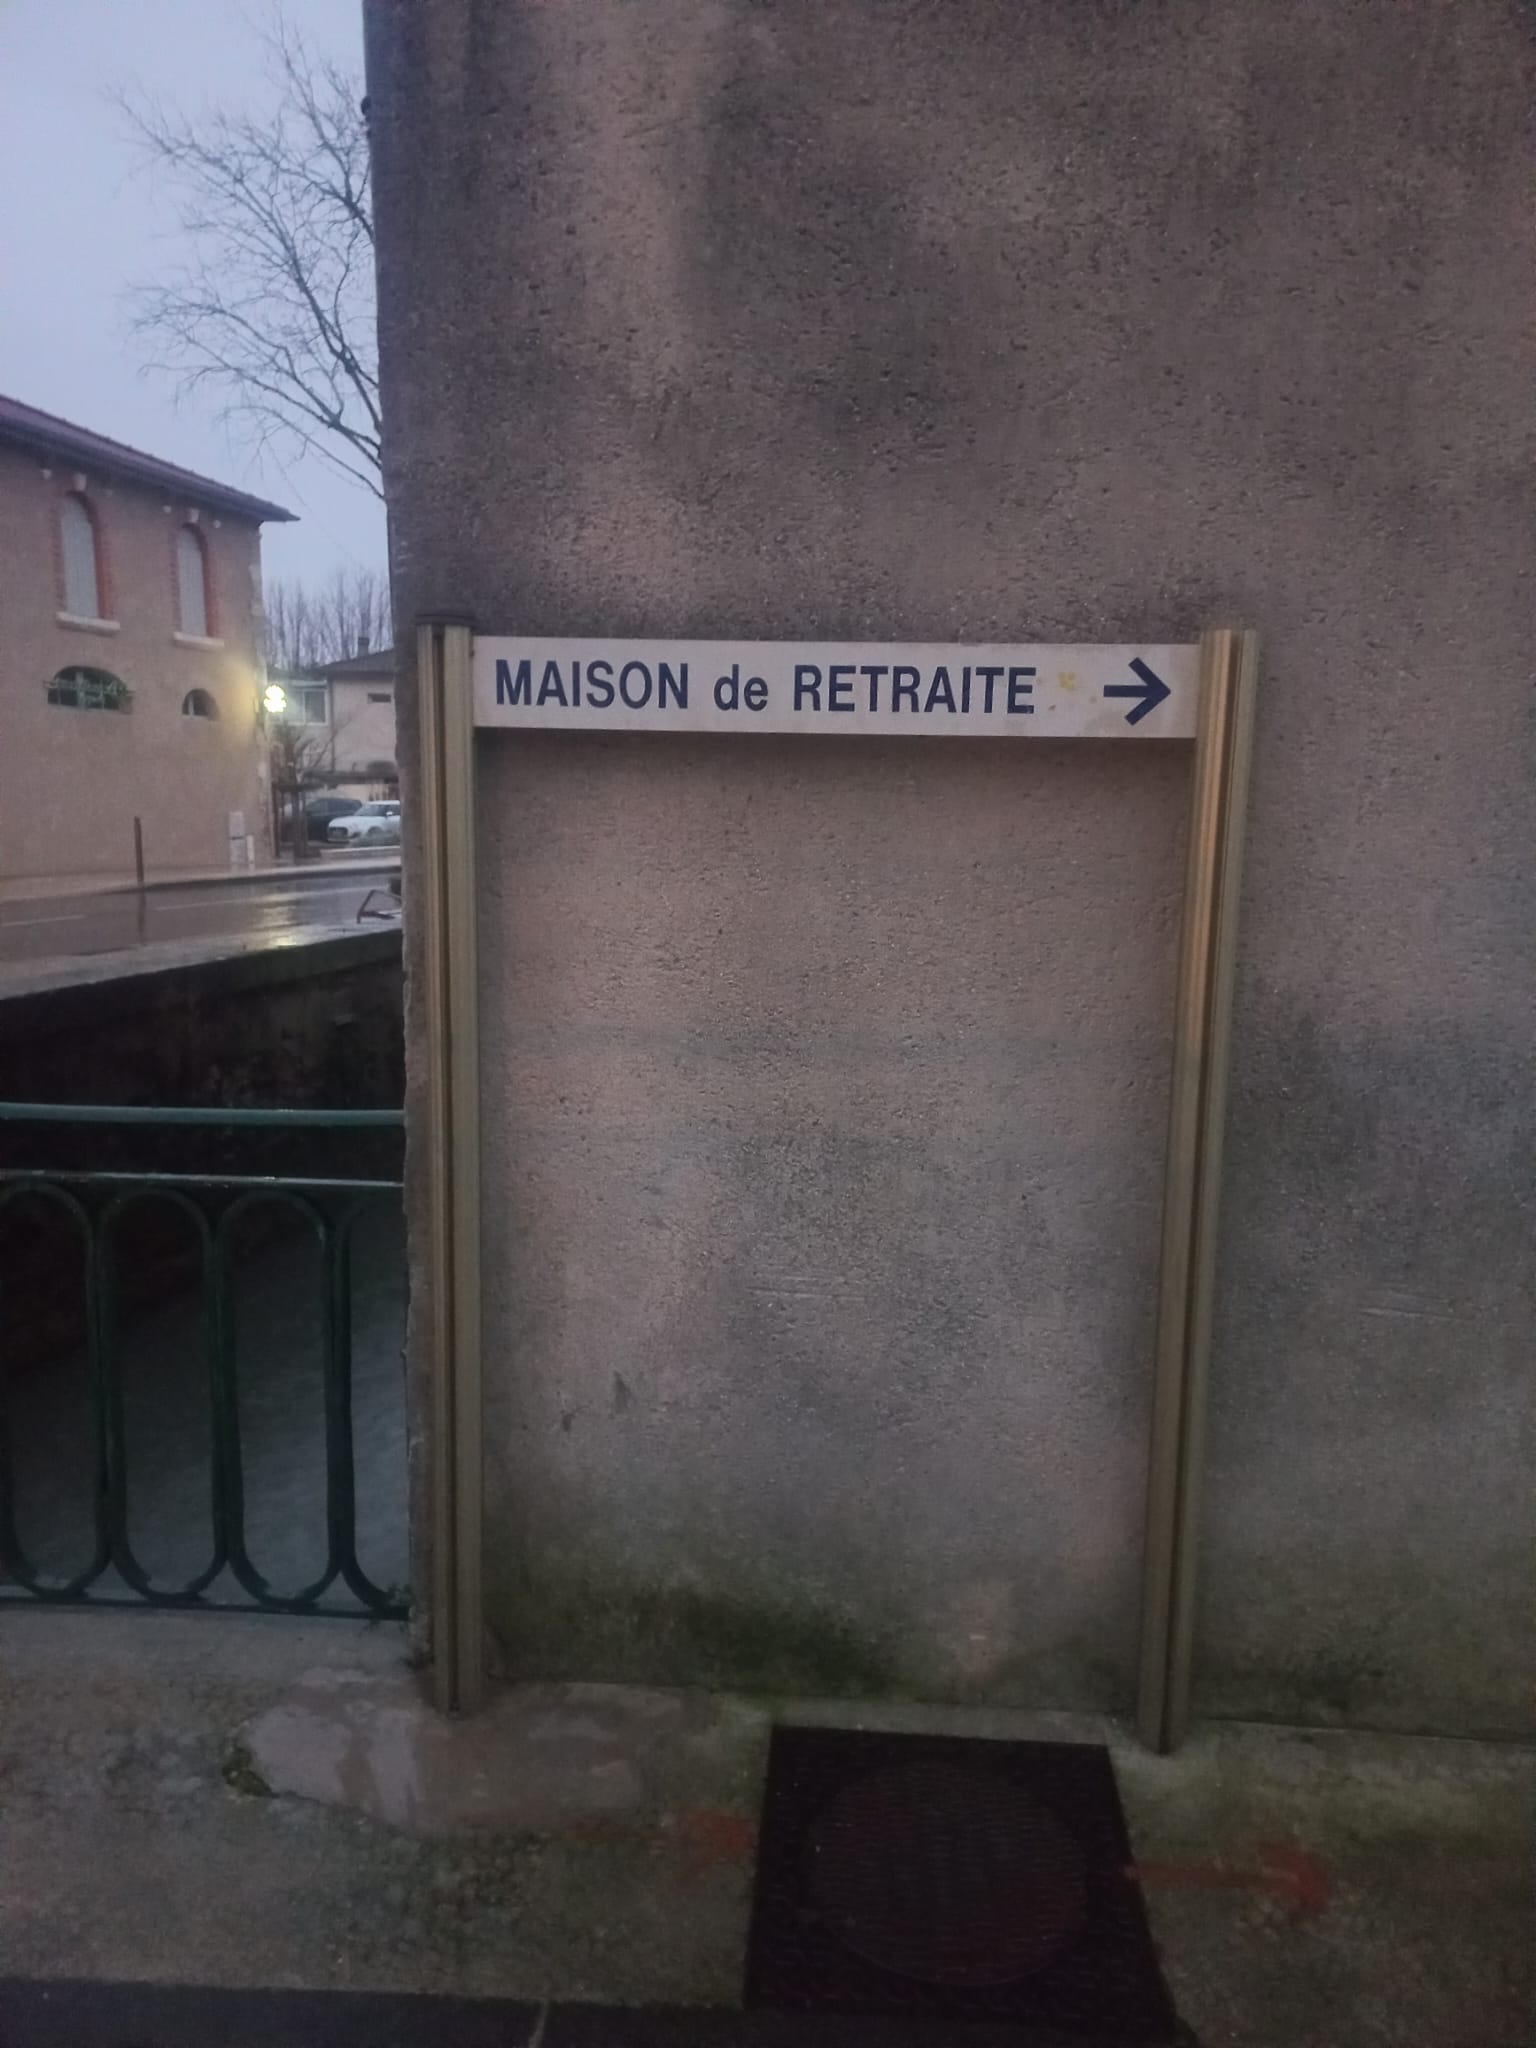 MAISON de RETRAITE →